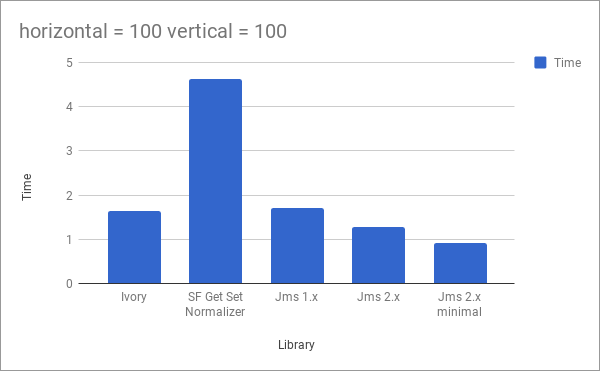 horizontal = 100 vertical = 100
Time
5
4
3
2
1
0
Time
Ivory
SF Get Set
Normalizer
Jms 1.x
Jms 2.x
Jms 2.x
minimal
Library